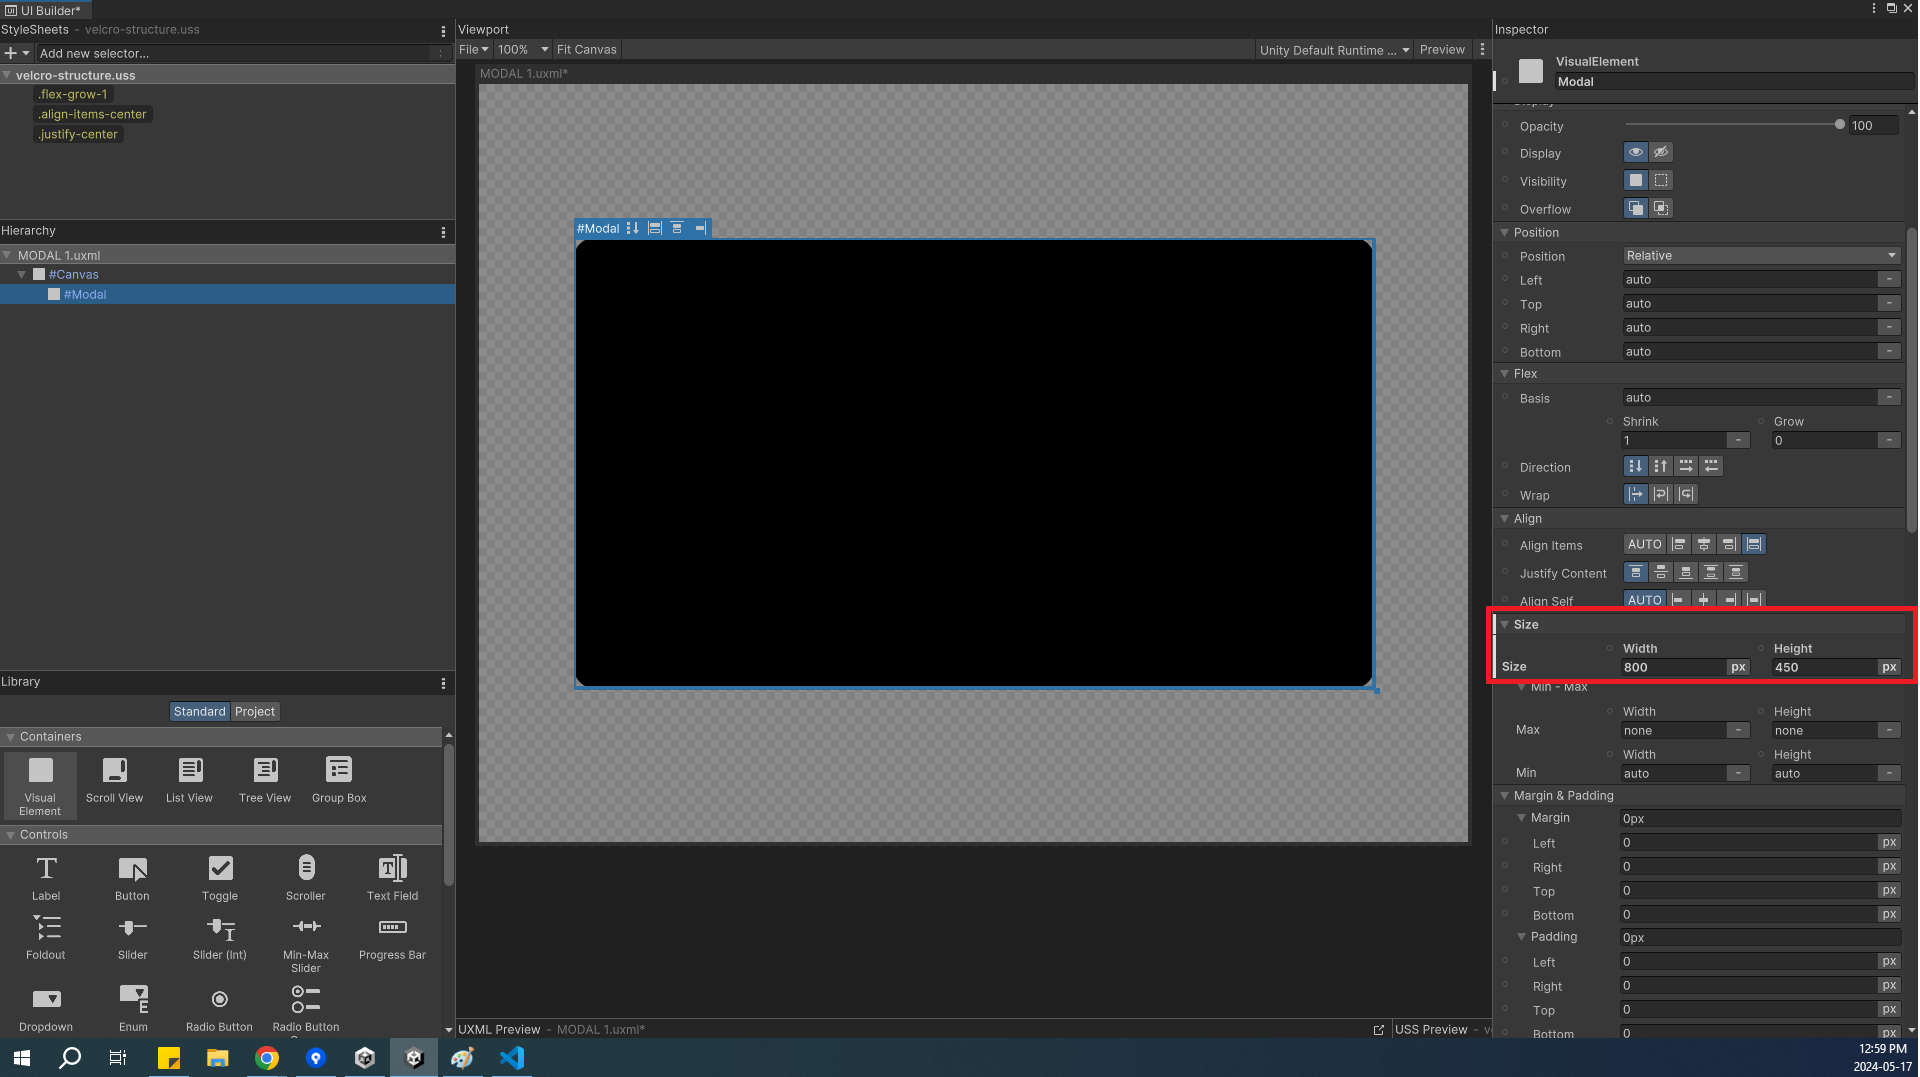 UI Builder*
StyleSheets - velcro-structure.uss
Add new selector...
velcro-structure.uss
.flex-grow-1
.align-items-center
.justify-center
Hierarchy
MODAL 1.uxml
#Canvas
#Modal
Library
Standard Project
Containers
Visual Element
Scroll View
List View
Tree View
Group Box
Controls
Label
Button
Toggle
Scroller
Text Field
Foldout
Slider
Slider (Int)
Min-Max Slider
Progress Bar
Dropdown
Enum
Radio Button
Radio Button
Viewport
File 100% Fit Canvas
Unity Default Runtime ... Preview
MODAL 1.uxml*
#Modal
UXML Preview - MODAL 1.uxml*
USS Preview - v
Inspector
VisualElement
Modal
Display
Opacity 100
Display
Visibility
Overflow
Position
Position Relative
Left auto
Top auto
Right auto
Bottom auto
Flex
Basis auto
Shrink Grow
1 0
Direction
Wrap
Align
Align Items AUTO
Justify Content
Align Self AUTO
Size
Width Height
Size 800 px 450 px
Min - Max
Width Height
Max none none
Width Height
Min auto auto
Margin & Padding
Margin 0px
Left 0 px
Right 0 px
Top 0 px
Bottom 0 px
Padding 0px
Left 0 px
Right 0 px
Top 0 px
Bottom 0 px
12:59 PM
2024-05-17